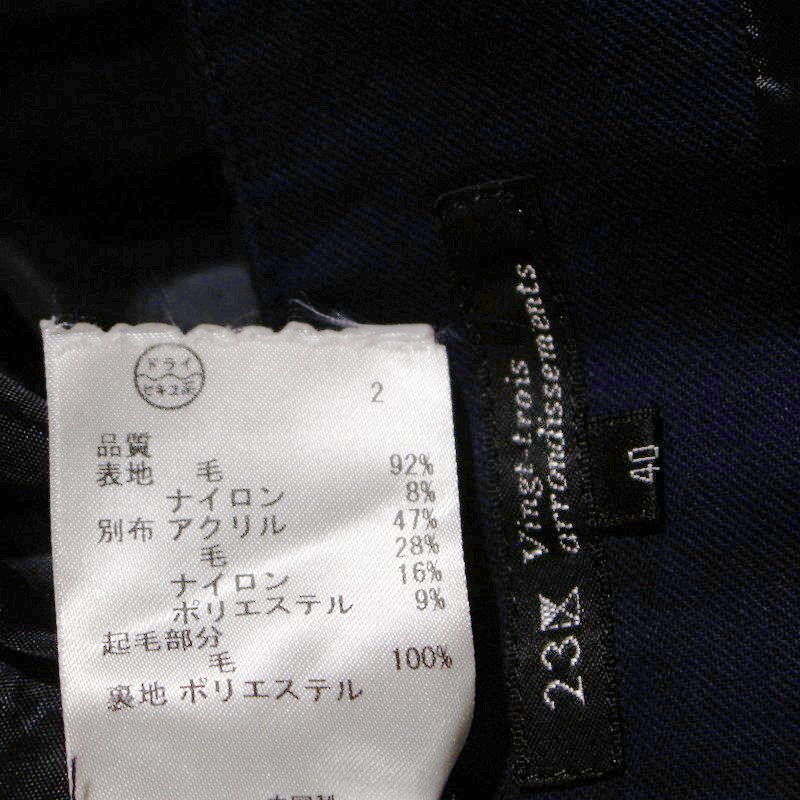 ドライ
セキユ系
2
品質
表地 毛 92%
ナイロン 8%
別布 アクリル 47%
毛 28%
ナイロン 16%
ポリエステル 9%
起毛部分
毛 100%
裏地 ポリエステル
Vingt-trois
arrondissements
23
40